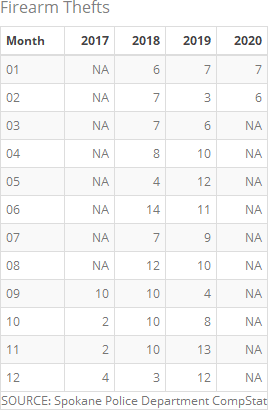 Firearm Thefts
Month 2017 2018 2019 2020
01 NA 6 7 7
02 NA 7 3 6
03 NA 7 6 NA
04 NA 8 10 NA
05 NA 4 12 NA
06 NA 14 11 NA
07 NA 7 9 NA
08 NA 12 10 NA
09 10 10 4 NA
10 2 10 8 NA
11 2 10 13 NA
12 4 3 12 NA
SOURCE: Spokane Police Department CompStat